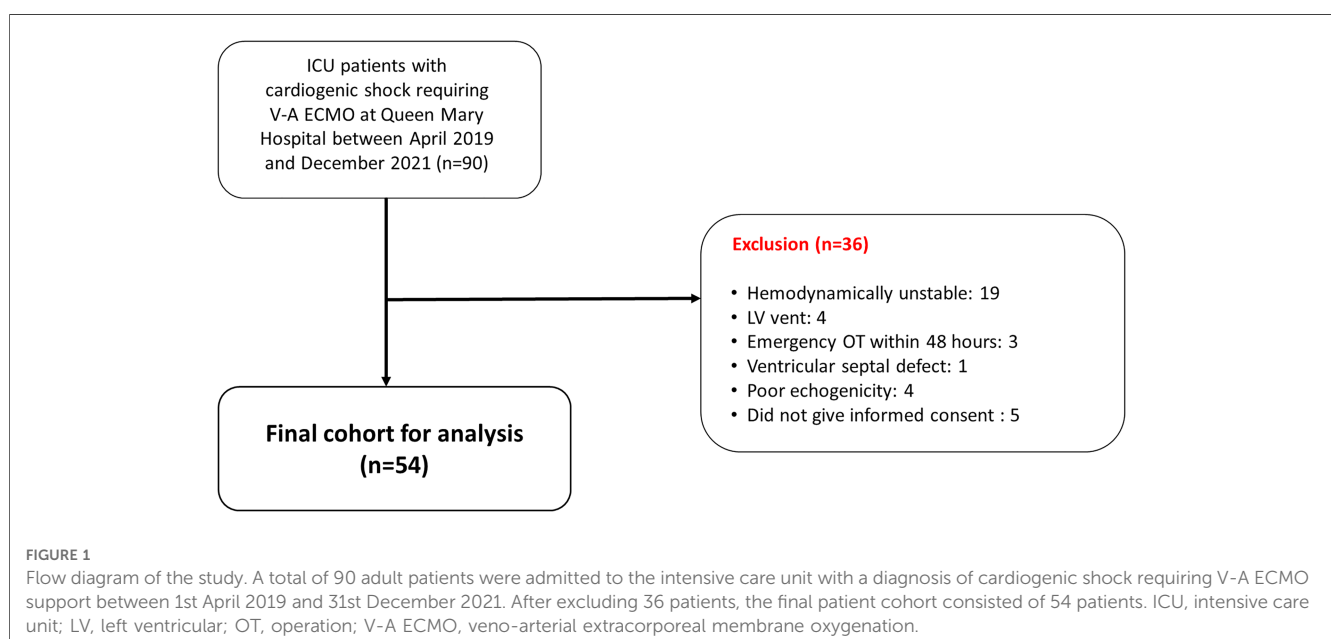 ICU patients with
cardiogenic shock requiring
V-A ECMO at Queen Mary
Hospital between April 2019
and December 2021 (n=90)
Exclusion (n=36)
• Hemodynamically unstable: 19
• LV vent: 4
• Emergency OT within 48 hours: 3
• Ventricular septal defect: 1
• Poor echogenicity: 4
• Did not give informed consent : 5
Final cohort for analysis
(n=54)
FIGURE 1
Flow diagram of the study. A total of 90 adult patients were admitted to the intensive care unit with a diagnosis of cardiogenic shock requiring V-A ECMO
support between 1st April 2019 and 31st December 2021. After excluding 36 patients, the final patient cohort consisted of 54 patients. ICU, intensive care
unit; LV, left ventricular; OT, operation; V-A ECMO, veno-arterial extracorporeal membrane oxygenation.